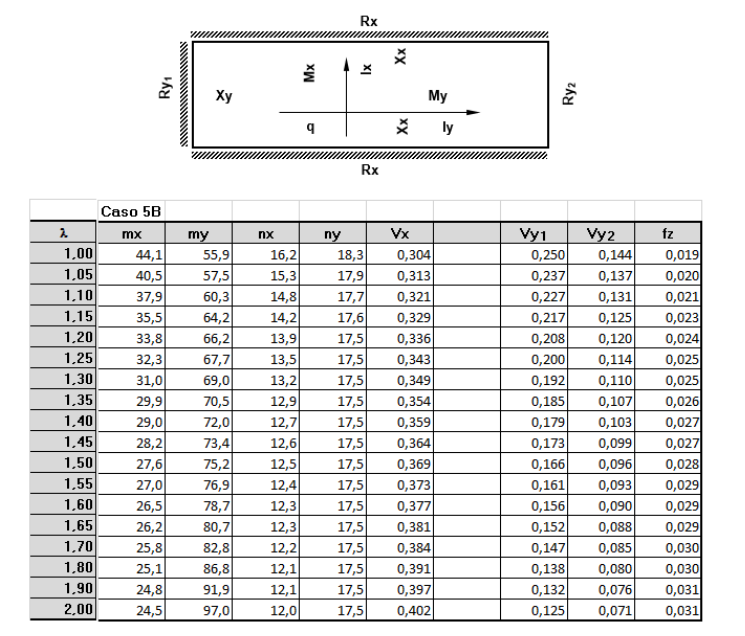 Rx
Ry1 Xy Mx lx Xx My Ry2
q Xx ly
Rx
Caso 5B
λ mx my nx ny Vx Vy1 Vy2 fz
1,00 44,1 55,9 16,2 18,3 0,304 0,250 0,144 0,019
1,05 40,5 57,5 15,3 17,9 0,313 0,237 0,137 0,020
1,10 37,9 60,3 14,8 17,7 0,321 0,227 0,131 0,021
1,15 35,5 64,2 14,2 17,6 0,329 0,217 0,125 0,023
1,20 33,8 66,2 13,9 17,5 0,336 0,208 0,120 0,024
1,25 32,3 67,7 13,5 17,5 0,343 0,200 0,114 0,025
1,30 31,0 69,0 13,2 17,5 0,349 0,192 0,110 0,025
1,35 29,9 70,5 12,9 17,5 0,354 0,185 0,107 0,026
1,40 29,0 72,0 12,7 17,5 0,359 0,179 0,103 0,027
1,45 28,2 73,4 12,6 17,5 0,364 0,173 0,099 0,027
1,50 27,6 75,2 12,5 17,5 0,369 0,166 0,096 0,028
1,55 27,0 76,9 12,4 17,5 0,373 0,161 0,093 0,029
1,60 26,5 78,7 12,3 17,5 0,377 0,156 0,090 0,029
1,65 26,2 80,7 12,3 17,5 0,381 0,152 0,088 0,029
1,70 25,8 82,8 12,2 17,5 0,384 0,147 0,085 0,030
1,80 25,1 86,8 12,1 17,5 0,391 0,138 0,080 0,030
1,90 24,8 91,9 12,1 17,5 0,397 0,132 0,076 0,031
2,00 24,5 97,0 12,0 17,5 0,402 0,125 0,071 0,031